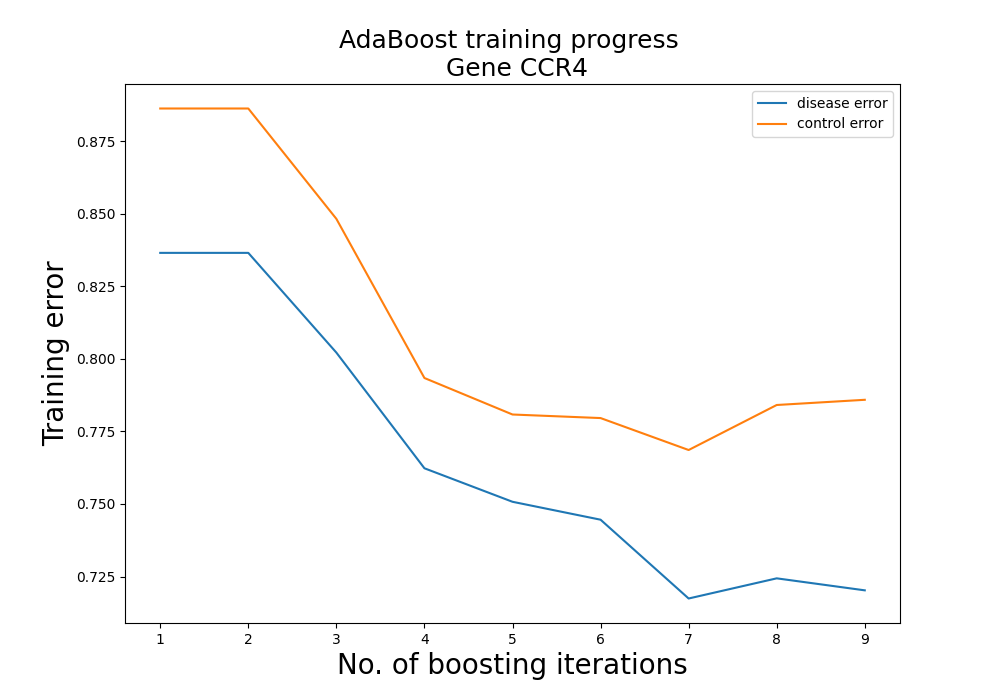 AdaBoost training progress
Gene CCR4
disease error
control error
Training error
0.875
0.850
0.825
0.800
0.775
0.750
0.725
1 2 3 4 5 6 7 8 9
No. of boosting iterations